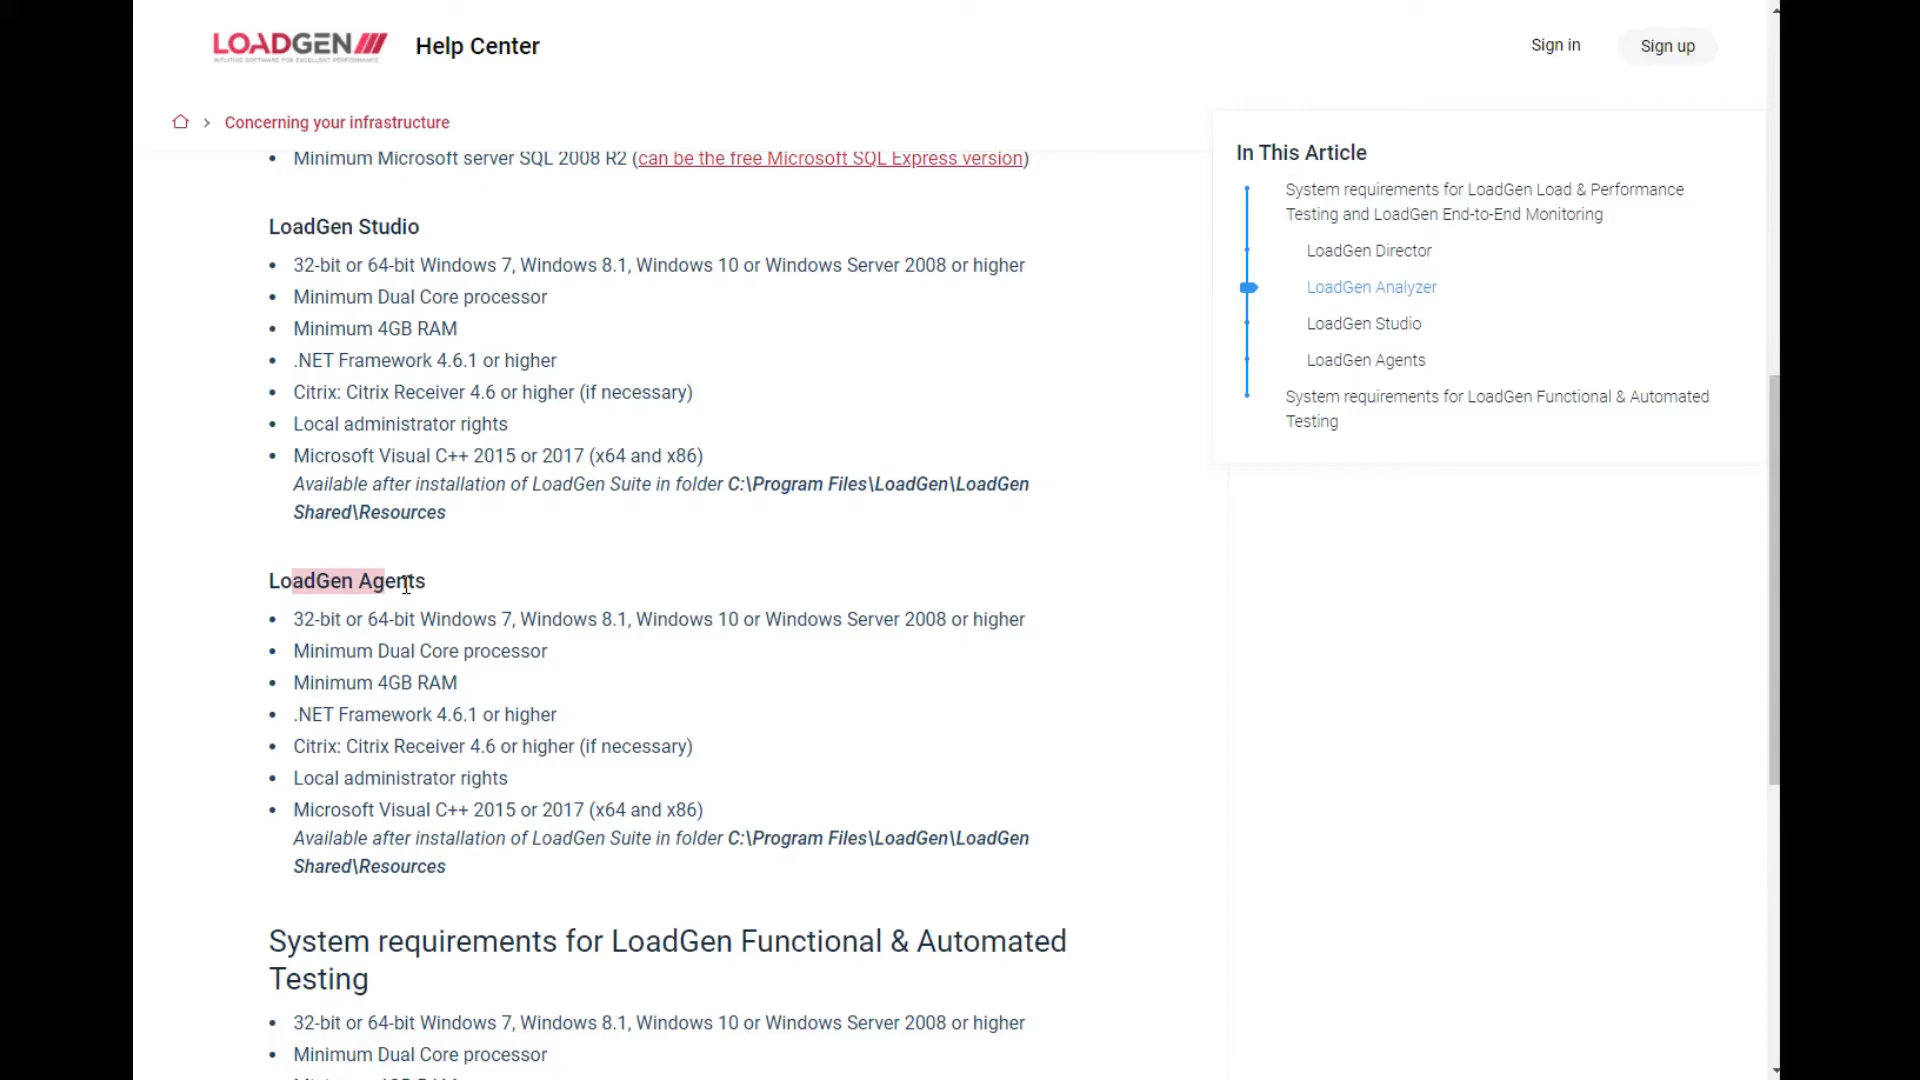 LOADGEN
INTUITIVE SOFTWARE FOR EXCELLENT PERFORMANCE
Help Center
Sign in
Sign up
Concerning your infrastructure
• Minimum Microsoft server SQL 2008 R2 (can be the free Microsoft SQL Express version)
LoadGen Studio
• 32-bit or 64-bit Windows 7, Windows 8.1, Windows 10 or Windows Server 2008 or higher
• Minimum Dual Core processor
• Minimum 4GB RAM
• .NET Framework 4.6.1 or higher
• Citrix: Citrix Receiver 4.6 or higher (if necessary)
• Local administrator rights
• Microsoft Visual C++ 2015 or 2017 (x64 and x86)
Available after installation of LoadGen Suite in folder C:\Program Files\LoadGen\LoadGen
Shared\Resources
LoadGen Agents
• 32-bit or 64-bit Windows 7, Windows 8.1, Windows 10 or Windows Server 2008 or higher
• Minimum Dual Core processor
• Minimum 4GB RAM
• .NET Framework 4.6.1 or higher
• Citrix: Citrix Receiver 4.6 or higher (if necessary)
• Local administrator rights
• Microsoft Visual C++ 2015 or 2017 (x64 and x86)
Available after installation of LoadGen Suite in folder C:\Program Files\LoadGen\LoadGen
Shared\Resources
System requirements for LoadGen Functional & Automated
Testing
• 32-bit or 64-bit Windows 7, Windows 8.1, Windows 10 or Windows Server 2008 or higher
• Minimum Dual Core processor
In This Article
System requirements for LoadGen Load & Performance
Testing and LoadGen End-to-End Monitoring
LoadGen Director
LoadGen Analyzer
LoadGen Studio
LoadGen Agents
System requirements for LoadGen Functional & Automated
Testing